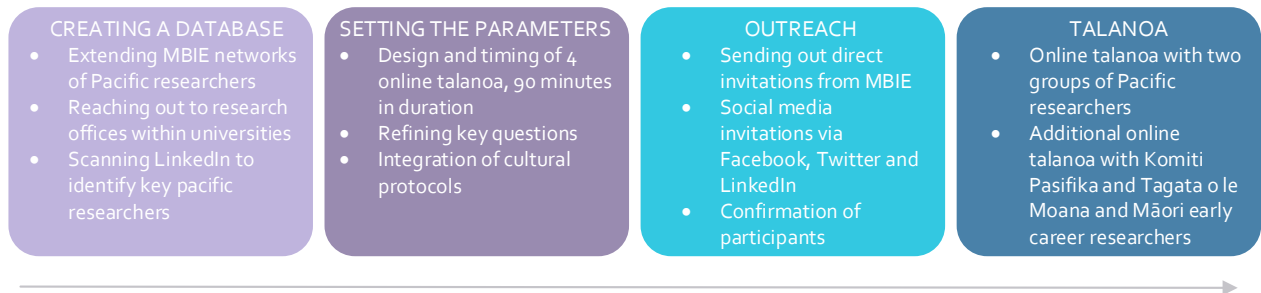 CREATING A DATABASE
• Extending MBIE networks
of Pacific researchers
• Reaching out to research
offices within universities
• Scanning LinkedIn to
identify key pacific
researchers
SETTING THE PARAMETERS
• Design and timing of 4
online talanoa, 90 minutes
in duration
• Refining key questions
• Integration of cultural
protocols
OUTREACH
• Sending out direct
invitations from MBIE
• Social media
invitations via
Facebook, Twitter and
LinkedIn
• Confirmation of
participants
TALANOA
• Online talanoa with two
groups of Pacific
researchers
• Additional online
talanoa with Komiti
Pasifika and Tagata o le
Moana and Māori early
career researchers